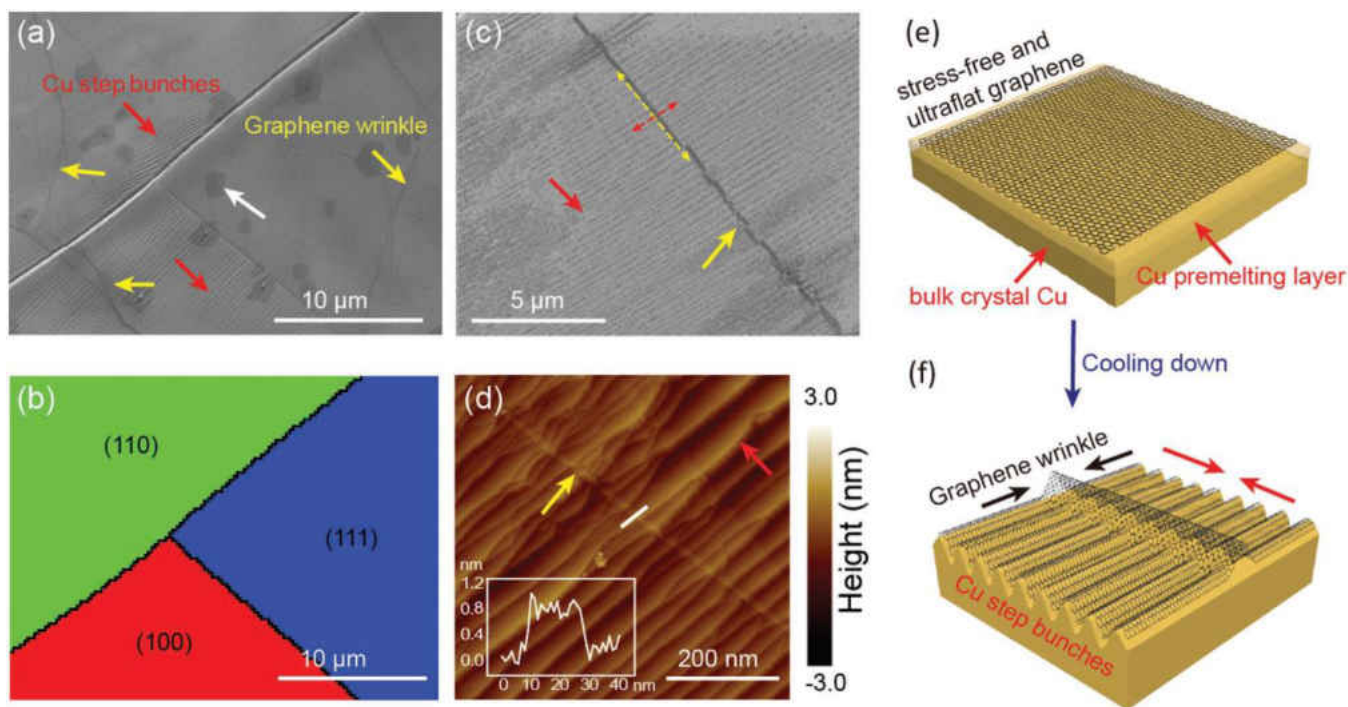 (a)
Cu step bunches
Graphene wrinkle
10 µm
(b)
(110)
(111)
(100)
10 µm
(c)
5 µm
(d)
nm
1.2
0.8
0.4
0.0
0 10 20 30 40 nm
200 nm
3.0
Height (nm)
-3.0
(e)
stress-free and
ultraflat graphene
bulk crystal Cu
Cu premelting layer
Cooling down
(f)
Graphene wrinkle
Cu step bunches